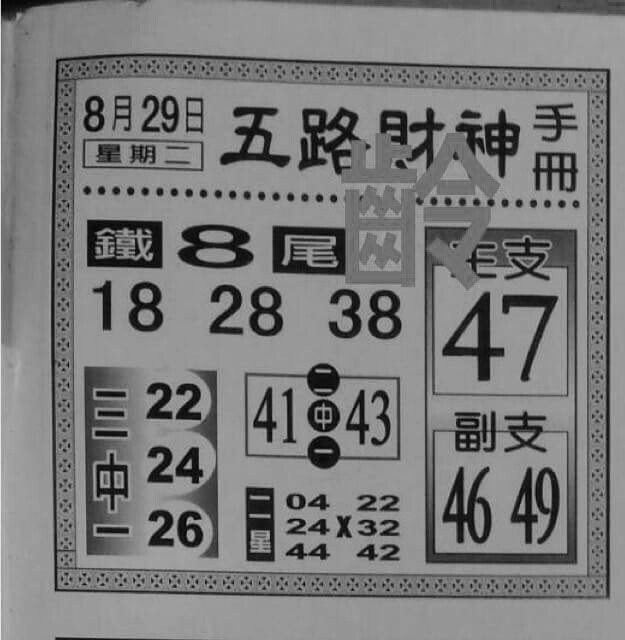 8月29日
星期二
五路財神
手冊
齡
鐵8尾
18 28 38
主支
47
三中一
22
24
26
41 二中一 43
副支
46 49
二星
04 22
24 X 32
44 42